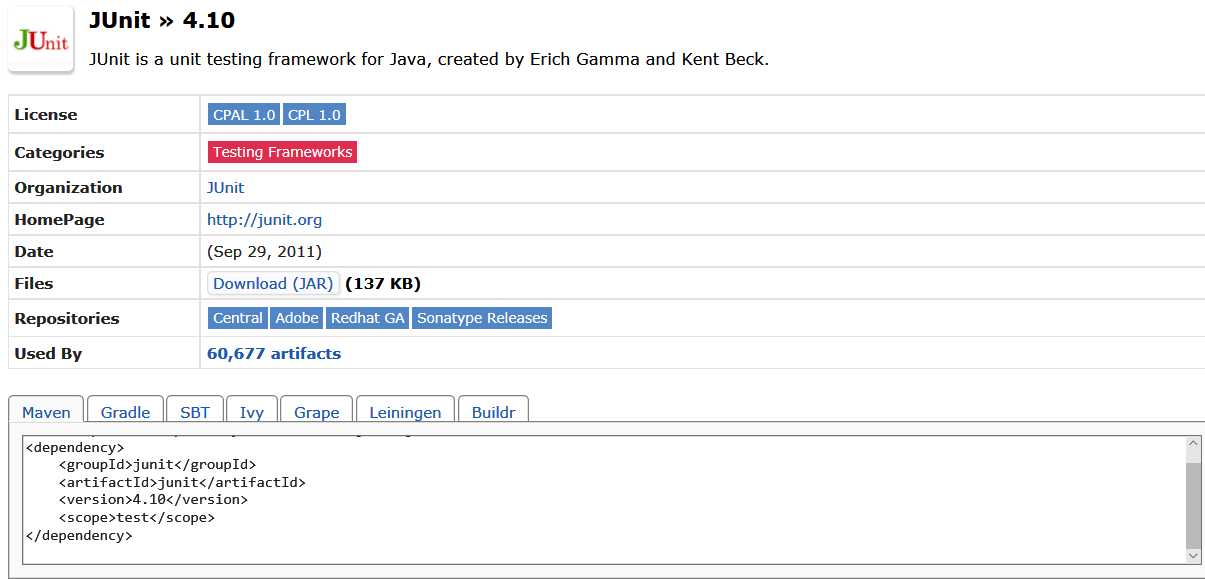 JUnit
JUnit » 4.10
JUnit is a unit testing framework for Java, created by Erich Gamma and Kent Beck.
License CPAL 1.0 CPL 1.0
Categories Testing Frameworks
Organization JUnit
HomePage http://junit.org
Date (Sep 29, 2011)
Files Download (JAR) (137 KB)
Repositories Central Adobe Redhat GA Sonatype Releases
Used By 60,677 artifacts
Maven Gradle SBT Ivy Grape Leiningen Buildr
<dependency>
    <groupId>junit</groupId>
    <artifactId>junit</artifactId>
    <version>4.10</version>
    <scope>test</scope>
</dependency>